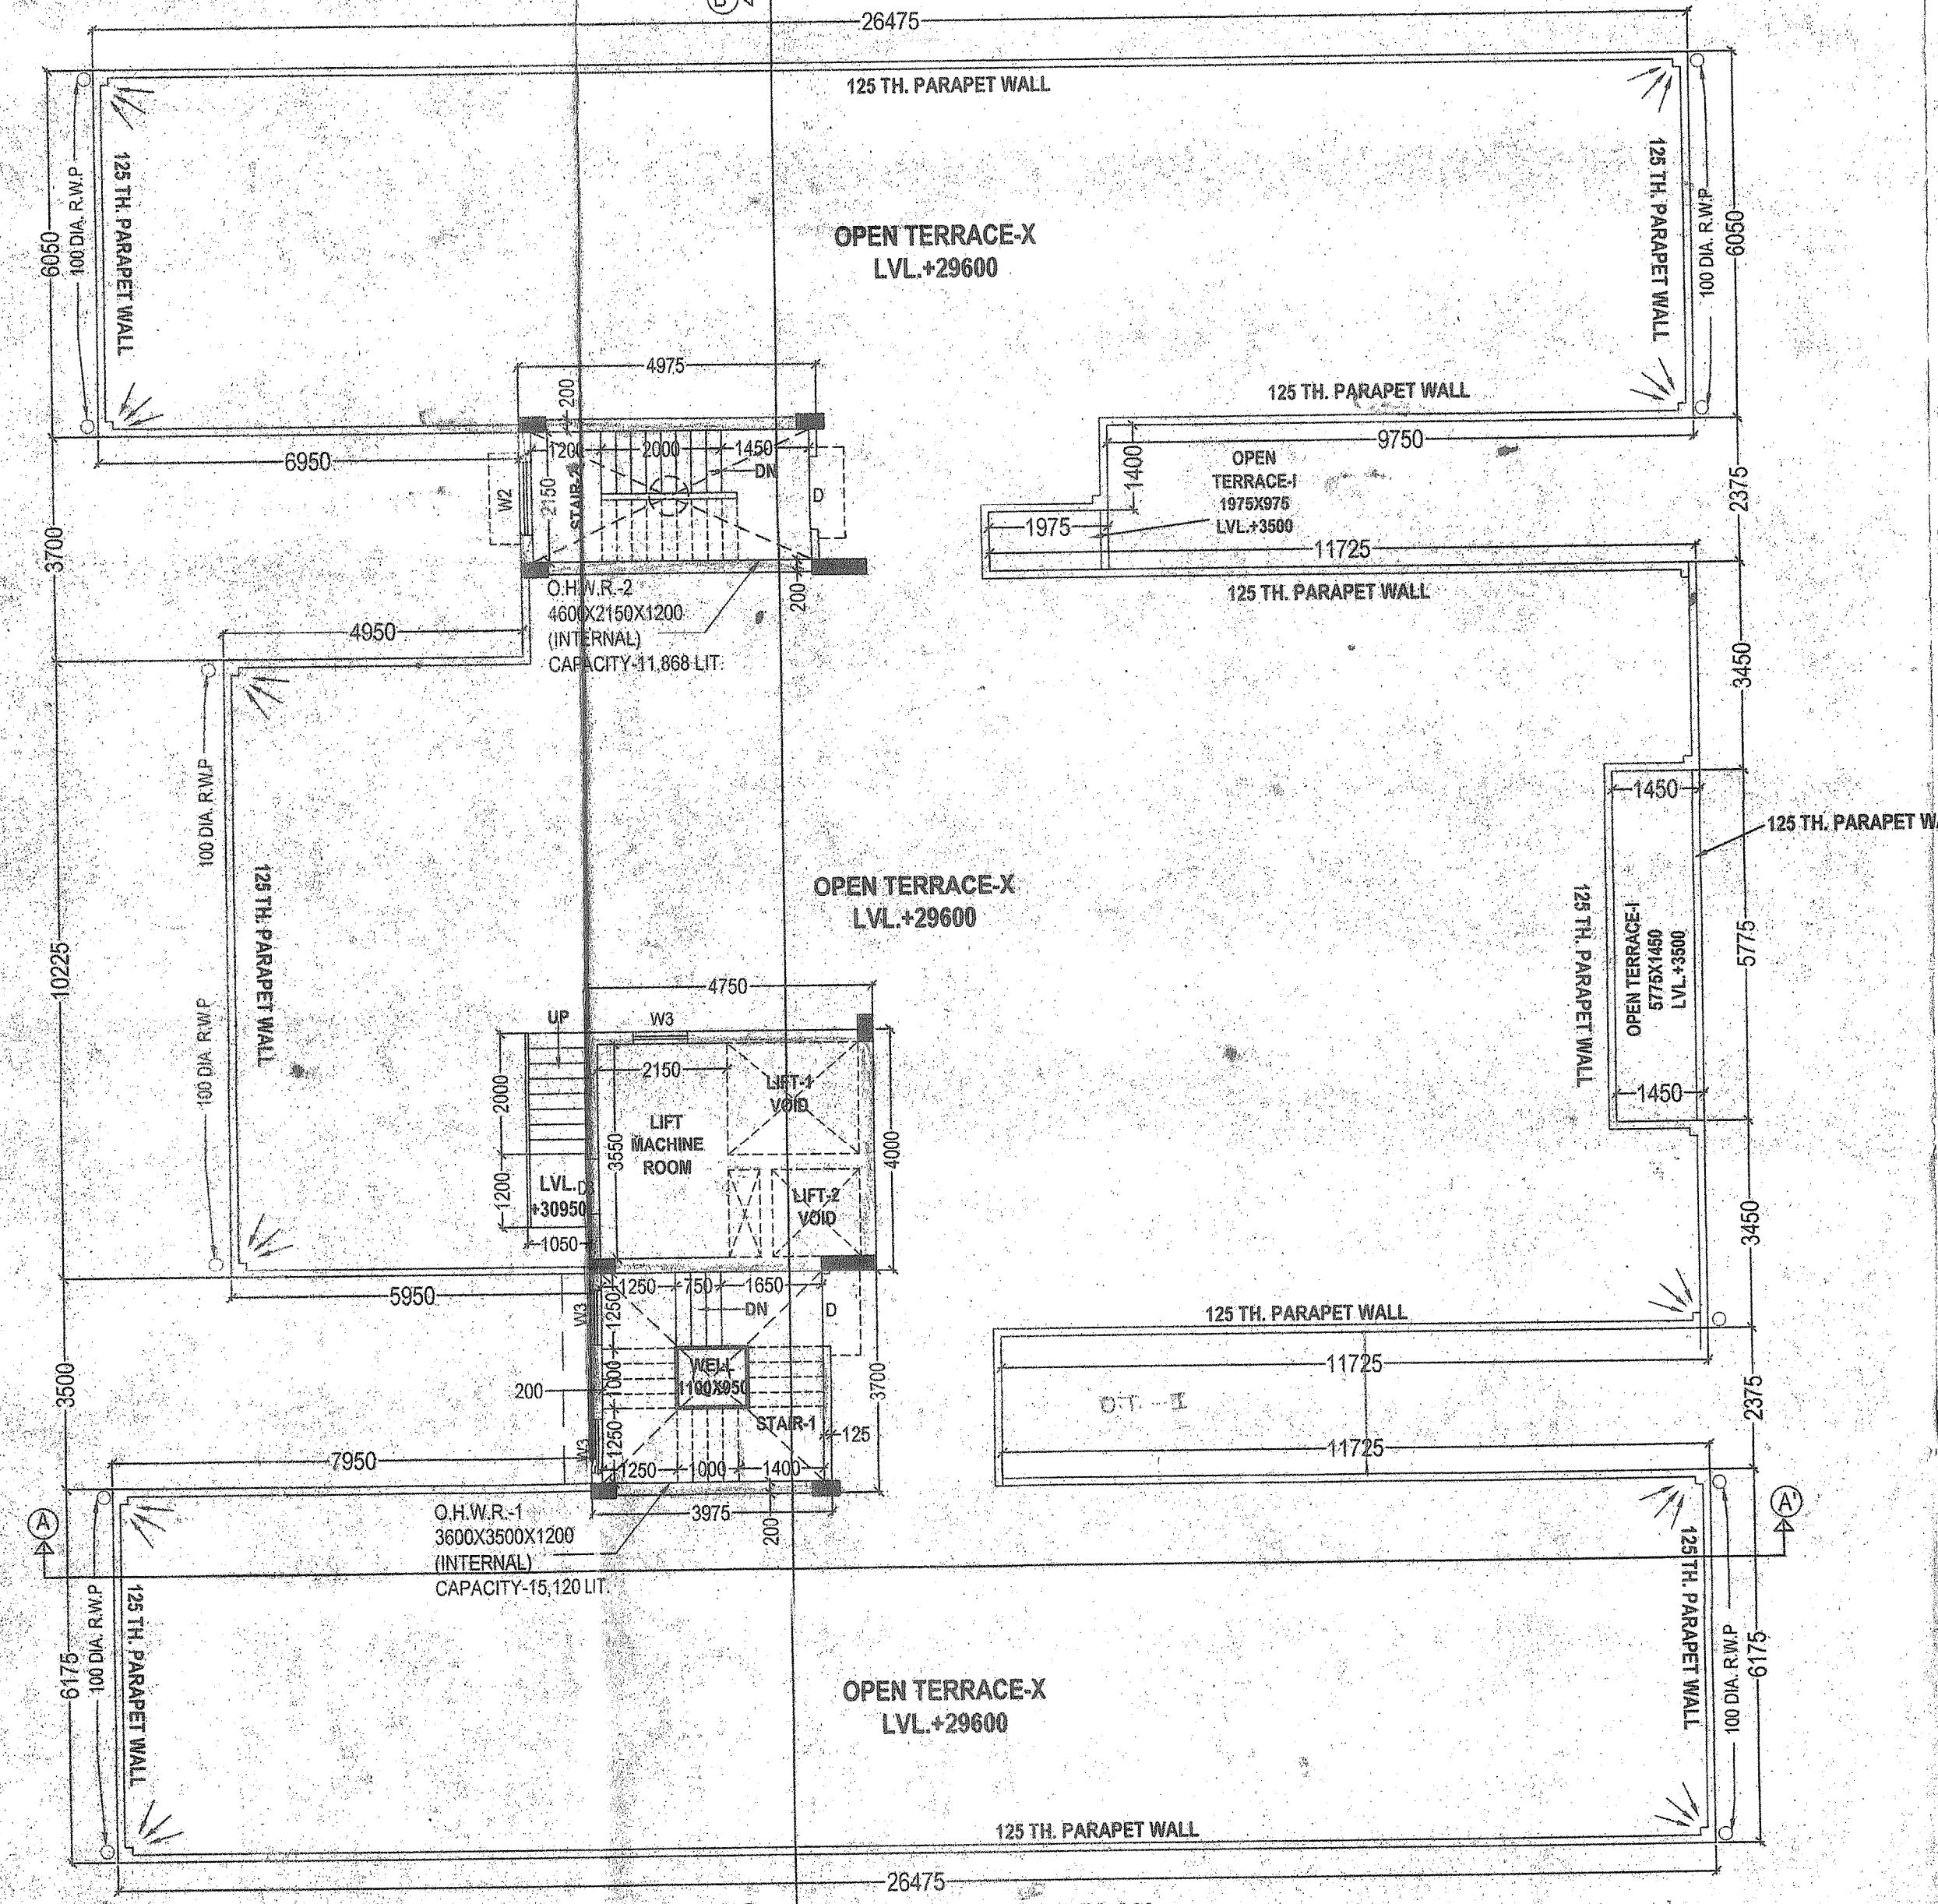 26475
125 TH. PARAPET WALL
125 TH. PARAPET WALL
100 DIA. R.W.P
6050
125 TH. PARAPET WALL
100 DIA. R.W.P
6050
OPEN TERRACE-X
LVL.+29600
4975
200
125 TH. PARAPET WALL
9750
6950
1200
2000
1450
DN
W2
2150
D
1400
OPEN
TERRACE-I
1975X975
LVL.+3500
1975
2375
3700
11725
125 TH. PARAPET WALL
O.H.W.R.-2
4600X2150X1200
(INTERNAL)
CAPACITY-11,868 LIT.
200
4950
3450
100 DIA. R.W.P
1450
125 TH. PARAPET
125 TH. PARAPET WALL
OPEN TERRACE-X
LVL.+29600
125 TH. PARAPET WALL
OPEN TERRACE-I
5775X1450
LVL.+3500
5775
10225
4750
100 DIA. R.W.P
UP
W3
2150
LIFT-1
VOID
2000
LIFT
MACHINE
ROOM
3550
4000
1450
1200
LVL.
+30950
LIFT-2
VOID
1050
3450
5950
1250
750
1650
DN
D
W3
1250
125 TH. PARAPET WALL
11725
WELL
1100X950
1000
200
3700
3500
2375
O.T. - I
STAIR-1
125
W3
1250
7950
1250
1000
1400
11725
3975
200
A
A'
O.H.W.R.-1
3600X3500X1200
(INTERNAL)
CAPACITY-15,120 LIT.
6175
100 DIA. R.W.P
125 TH. PARAPET WALL
125TH. PARAPET WALL
100 DIA. R.W.P
6175
OPEN TERRACE-X
LVL.+29600
125 TH. PARAPET WALL
26475